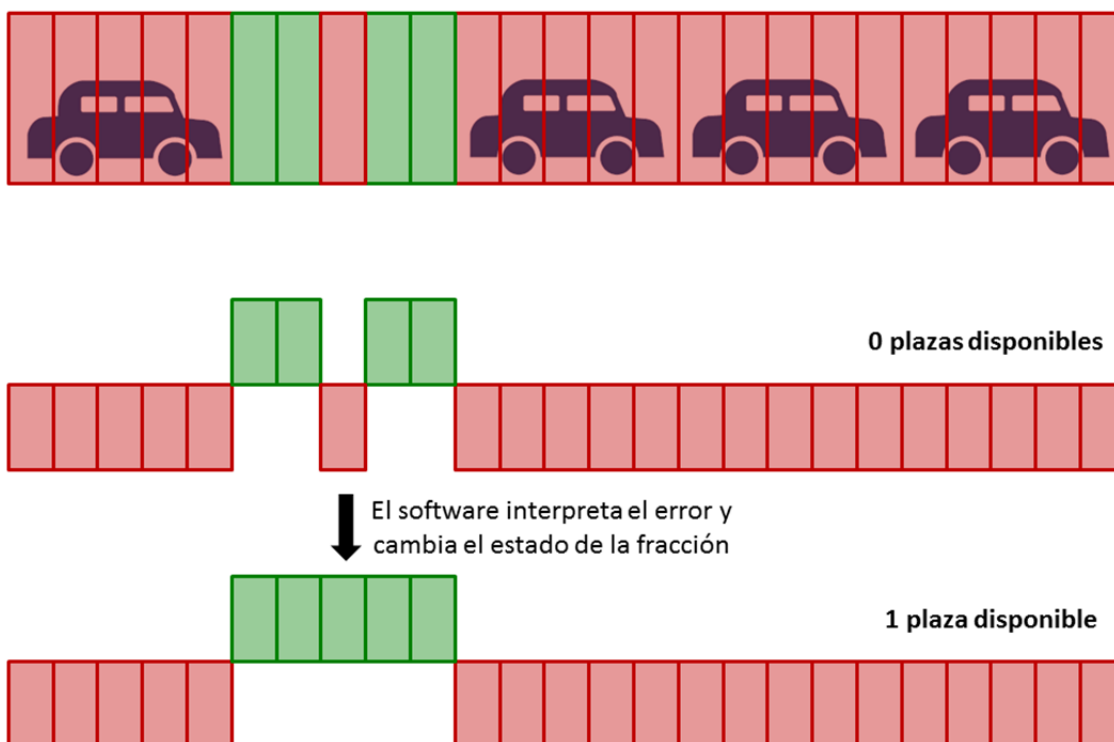 0 plazas disponibles
El software interpreta el error y
cambia el estado de la fracción
1 plaza disponible